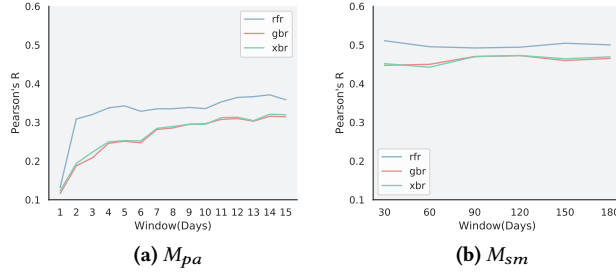 0.6
0.5
0.4
0.3
0.2
0.1
Pearson's R
rfr
gbr
xbr
1 2 3 4 5 6 7 8 9 10 11 12 13 14 15
Window(Days)
(a) M_pa
0.6
0.5
0.4
0.3
0.2
0.1
Pearson's R
rfr
gbr
xbr
30 60 90 120 150 180
Window(Days)
(b) M_sm